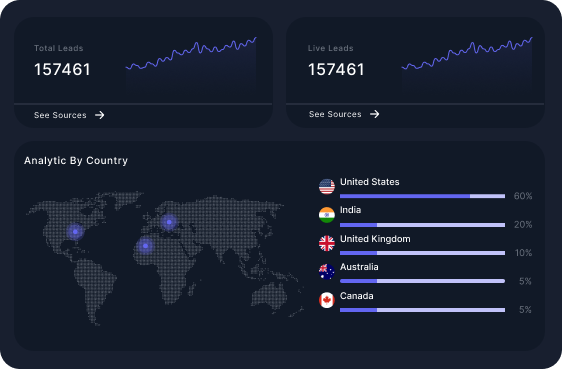 Total Leads
157461
See Sources
Live Leads
157461
See Sources
Analytic By Country
United States
60%
India
20%
United Kingdom
10%
Australia
5%
Canada
5%